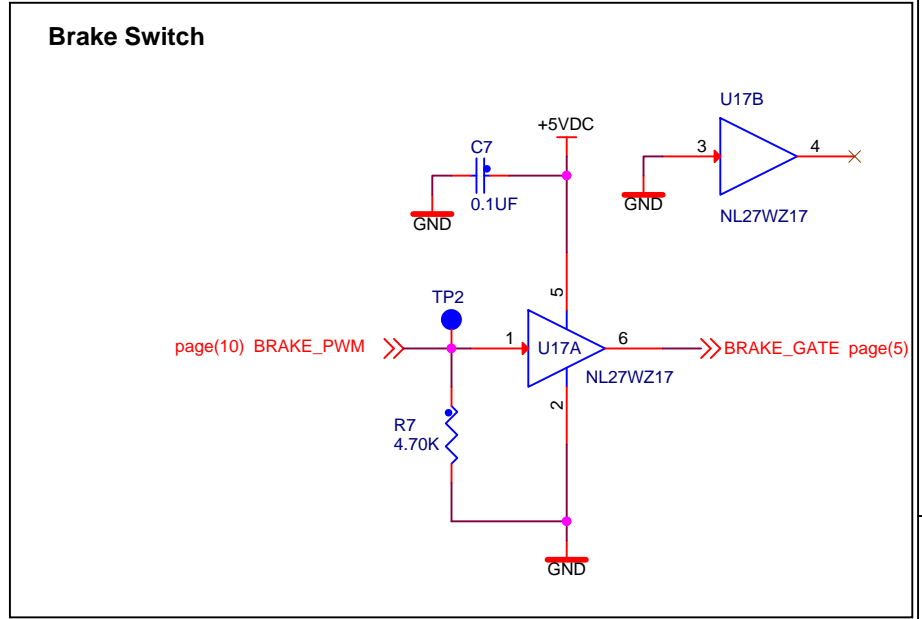 Brake Switch
U17B
+5VDC
C7
3
4
0.1UF
GND
GND
NL27WZ17
5
TP2
page(10) BRAKE_PWM
1
U17A
6
BRAKE_GATE page(5)
NL27WZ17
2
R7
4.70K
GND